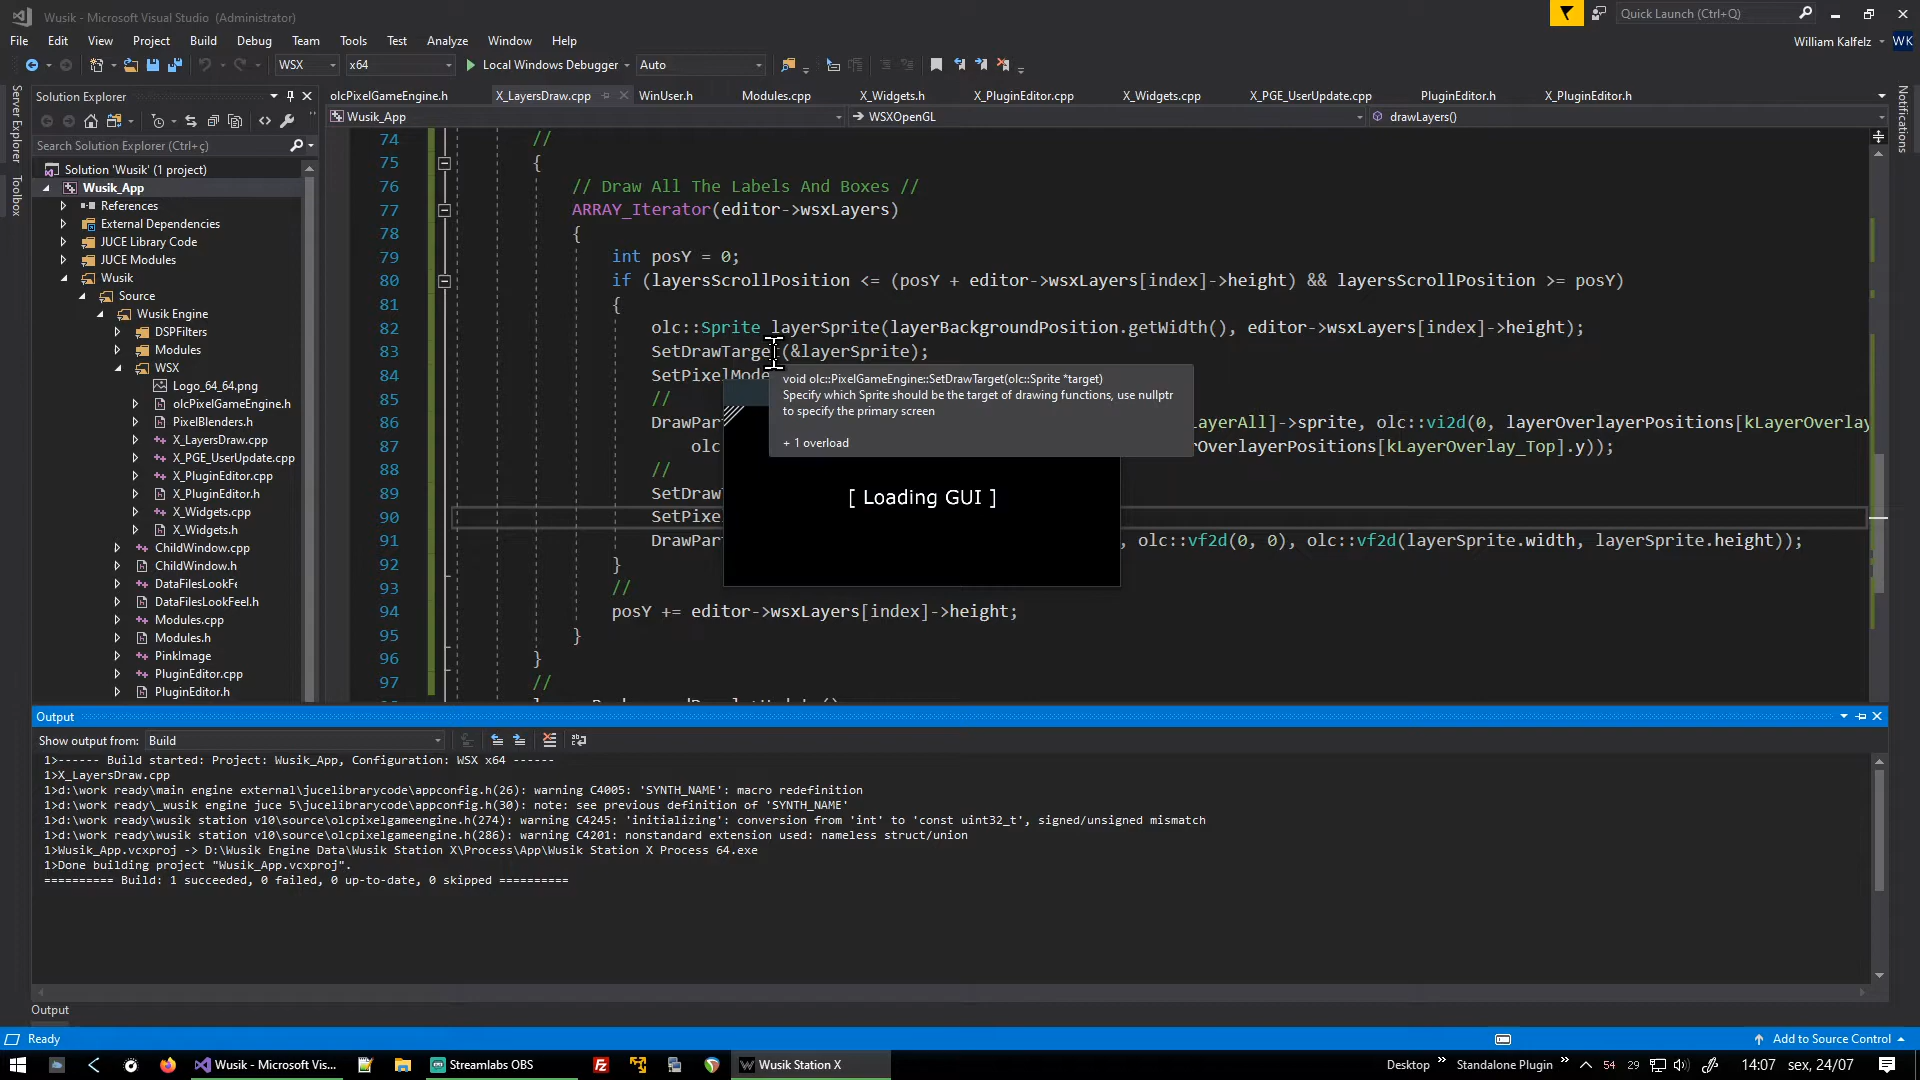 Wusik - Microsoft Visual Studio (Administrator)
Quick Launch (Ctrl+Q)
File Edit View Project Build Debug Team Tools Test Analyze Window Help
William Kalfelz WK
WSX x64 Local Windows Debugger Auto
Server Explorer
Toolbox
Notifications
Solution Explorer
Search Solution Explorer (Ctrl+ç)
Solution 'Wusik' (1 project)
Wusik_App
References
External Dependencies
JUCE Library Code
JUCE Modules
Wusik
Source
Wusik Engine
DSPFilters
Modules
WSX
Logo_64_64.png
olcPixelGameEngine.h
PixelBlenders.h
X_LayersDraw.cpp
X_PGE_UserUpdate.cpp
X_PluginEditor.cpp
X_PluginEditor.h
X_Widgets.cpp
X_Widgets.h
ChildWindow.cpp
ChildWindow.h
DataFilesLookFe
DataFilesLookFeel.h
Modules.cpp
Modules.h
PinkImage
PluginEditor.cpp
PluginEditor.h
olcPixelGameEngine.h X_LayersDraw.cpp WinUser.h Modules.cpp X_Widgets.h X_PluginEditor.cpp X_Widgets.cpp X_PGE_UserUpdate.cpp PluginEditor.h X_PluginEditor.h
Wusik_App WSXOpenGL drawLayers()
74 //
75 {
76 // Draw All The Labels And Boxes //
77 ARRAY_Iterator(editor->wsxLayers)
78 {
79 int posY = 0;
80 if (layersScrollPosition <= (posY + editor->wsxLayers[index]->height) && layersScrollPosition >= posY)
81 {
82 olc::Sprite layerSprite(layerBackgroundPosition.getWidth(), editor->wsxLayers[index]->height);
83 SetDrawTarget(&layerSprite);
84 SetPixelMode
85 //
86 DrawPar ayerAll]->sprite, olc::vi2d(0, layerOverlayerPositions[kLayerOverlay
87 olc rOverlayerPositions[kLayerOverlay_Top].y));
88 //
89 SetDraw
90 SetPixe
91 DrawPar , olc::vf2d(0, 0), olc::vf2d(layerSprite.width, layerSprite.height));
92 }
93 //
94 posY += editor->wsxLayers[index]->height;
95 }
96 }
97 //
void olc::PixelGameEngine::SetDrawTarget(olc::Sprite *target)
Specify which Sprite should be the target of drawing functions, use nullptr
to specify the primary screen
+ 1 overload
[ Loading GUI ]
Output
Show output from: Build
1>------ Build started: Project: Wusik_App, Configuration: WSX x64 ------
1>X_LayersDraw.cpp
1>d:\work ready\main engine external\jucelibrarycode\appconfig.h(26): warning C4005: 'SYNTH_NAME': macro redefinition
1>d:\work ready\_wusik engine juce 5\jucelibrarycode\appconfig.h(30): note: see previous definition of 'SYNTH_NAME'
1>d:\work ready\wusik station v10\source\olcpixelgameengine.h(274): warning C4245: 'initializing': conversion from 'int' to 'const uint32_t', signed/unsigned mismatch
1>d:\work ready\wusik station v10\source\olcpixelgameengine.h(286): warning C4201: nonstandard extension used: nameless struct/union
1>Wusik_App.vcxproj -> D:\Wusik Engine Data\Wusik Station X\Process\App\Wusik Station X Process 64.exe
1>Done building project "Wusik_App.vcxproj".
========== Build: 1 succeeded, 0 failed, 0 up-to-date, 0 skipped ==========
Output
Ready
Add to Source Control
Wusik - Microsoft Vis... Streamlabs OBS Wusik Station X Desktop Standalone Plugin 54 29 14:07 sex, 24/07